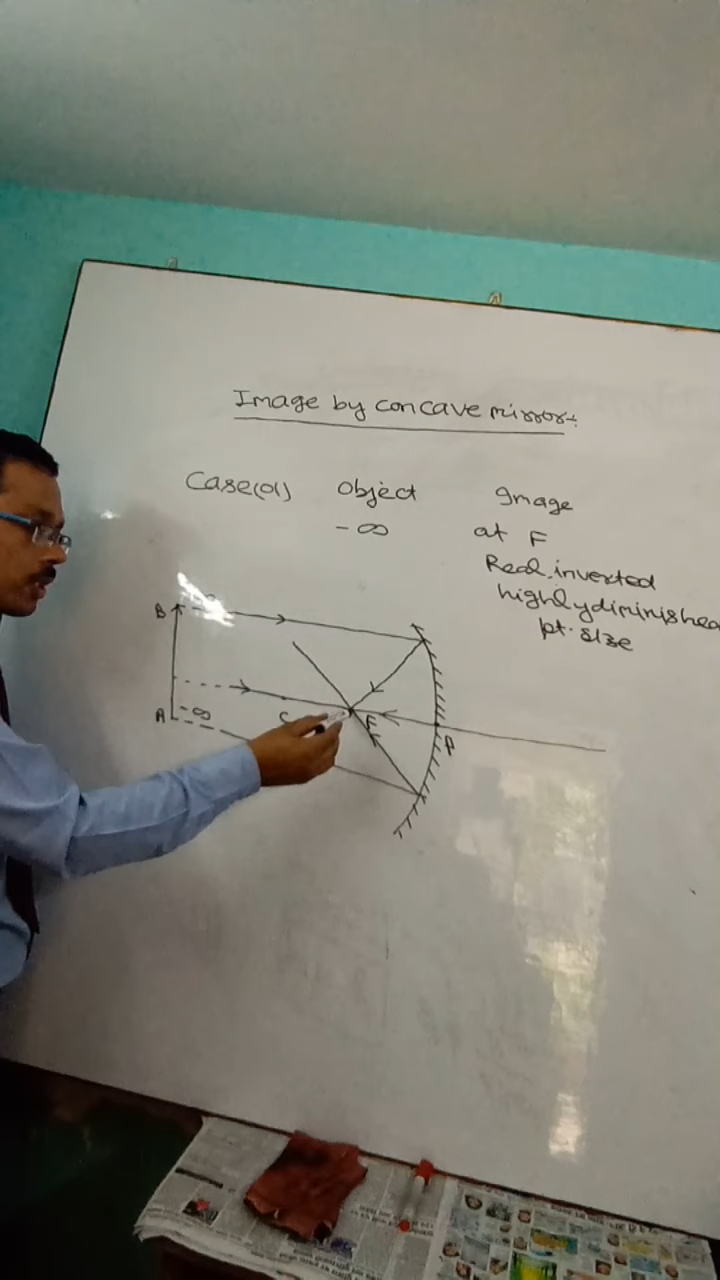 Image by concave mirror:
Case(01) Object Image
-∞ at F
Real, inverted
highly diminished
pt. size
B
A ∞ C F P